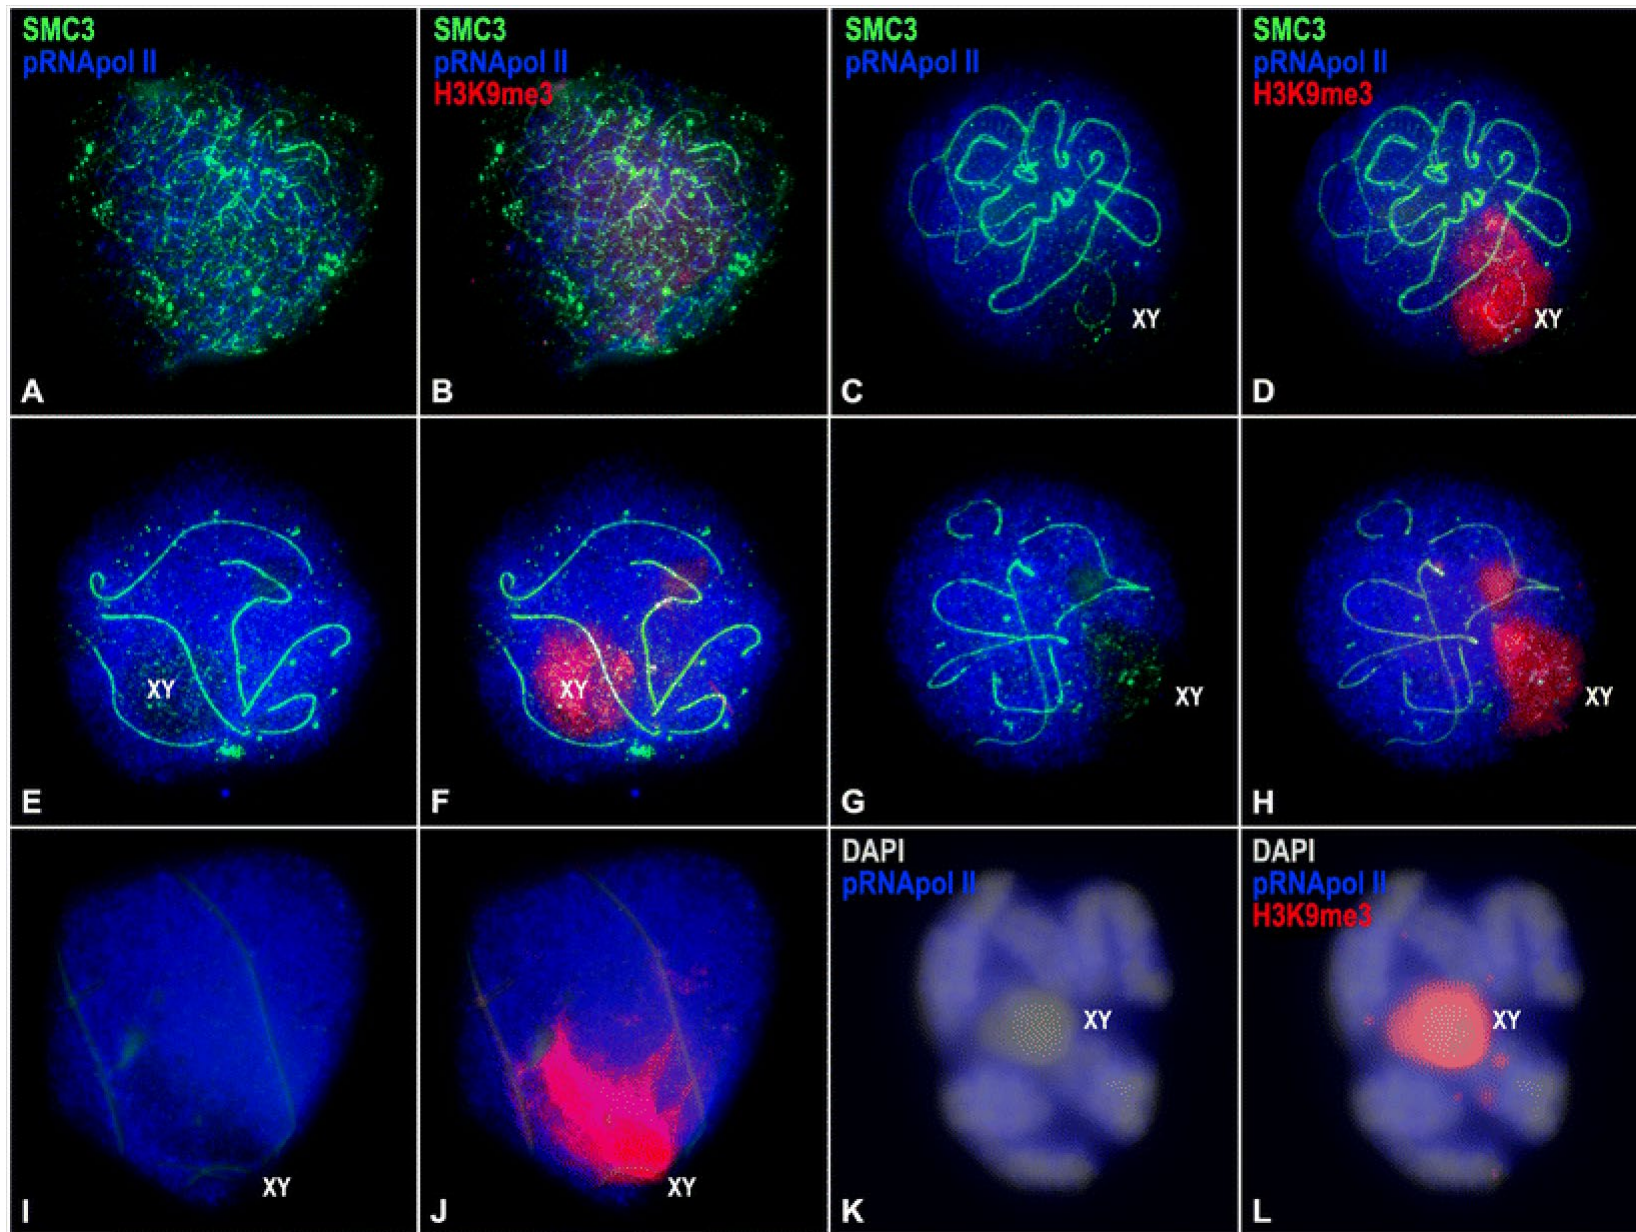 SMC3
pRNApol II
A
SMC3
pRNApol II
H3K9me3
B
SMC3
pRNApol II
XY
C
SMC3
pRNApol II
H3K9me3
XY
D
XY
E
XY
F
XY
G
XY
H
XY
I
XY
J
DAPI
pRNApol II
XY
K
DAPI
pRNApol II
H3K9me3
XY
L